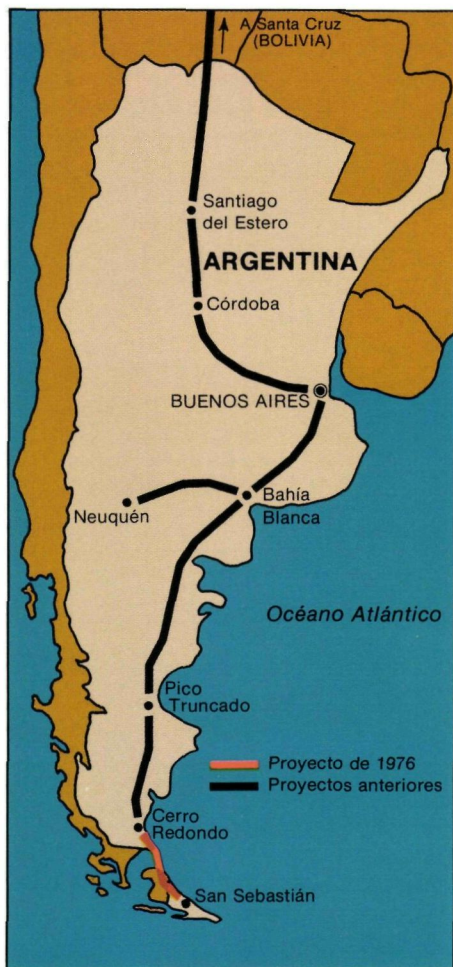 A Santa Cruz
(BOLIVIA)
Santiago
del Estero
ARGENTINA
Córdoba
BUENOS AIRES
Bahía
Blanca
Neuquén
Océano Atlántico
Pico
Truncado
Proyecto de 1976
Proyectos anteriores
Cerro
Redondo
San Sebastián